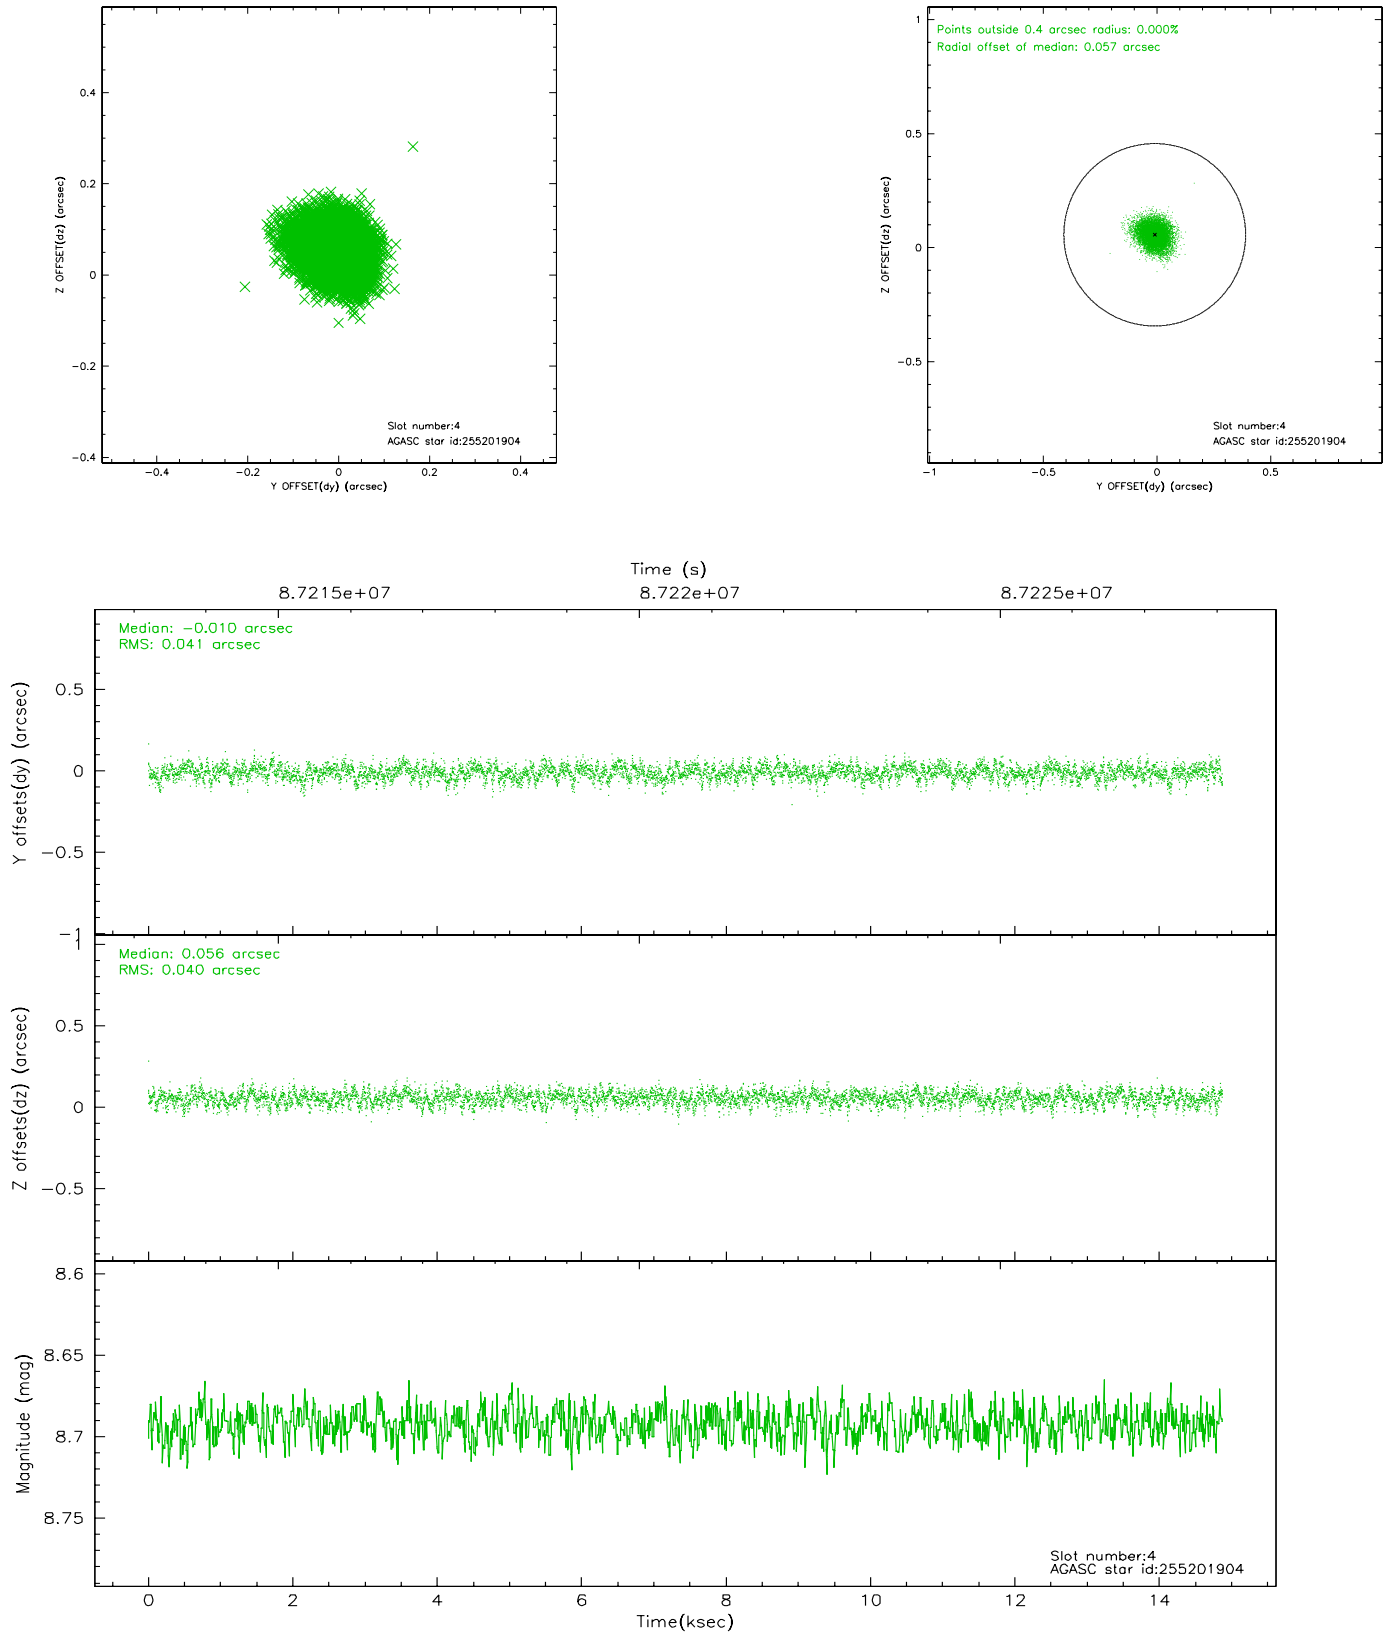 0.4
0.2
0
−0.2
−0.4
Z OFFSET(dz) (arcsec)
Slot number:4
AGASC star id:255201904
−0.4 −0.2 0 0.2 0.4
Y OFFSET(dy) (arcsec)
Points outside 0.4 arcsec radius: 0.000%
Radial offset of median: 0.057 arcsec
1
0.5
0
−0.5
Z OFFSET(dz) (arcsec)
Slot number:4
AGASC star id:255201904
−1 −0.5 0 0.5
Y OFFSET(dy) (arcsec)
Time (s)
8.7215e+07 8.722e+07 8.7225e+07
Median: −0.010 arcsec
RMS: 0.041 arcsec
0.5
0
−0.5
−1
Y offsets(dy) (arcsec)
Median: 0.056 arcsec
RMS: 0.040 arcsec
1
0.5
0
−0.5
Z offsets(dz) (arcsec)
8.6
8.65
8.7
8.75
Magnitude (mag)
Slot number:4
AGASC star id:255201904
0 2 4 6 8 10 12 14
Time(ksec)